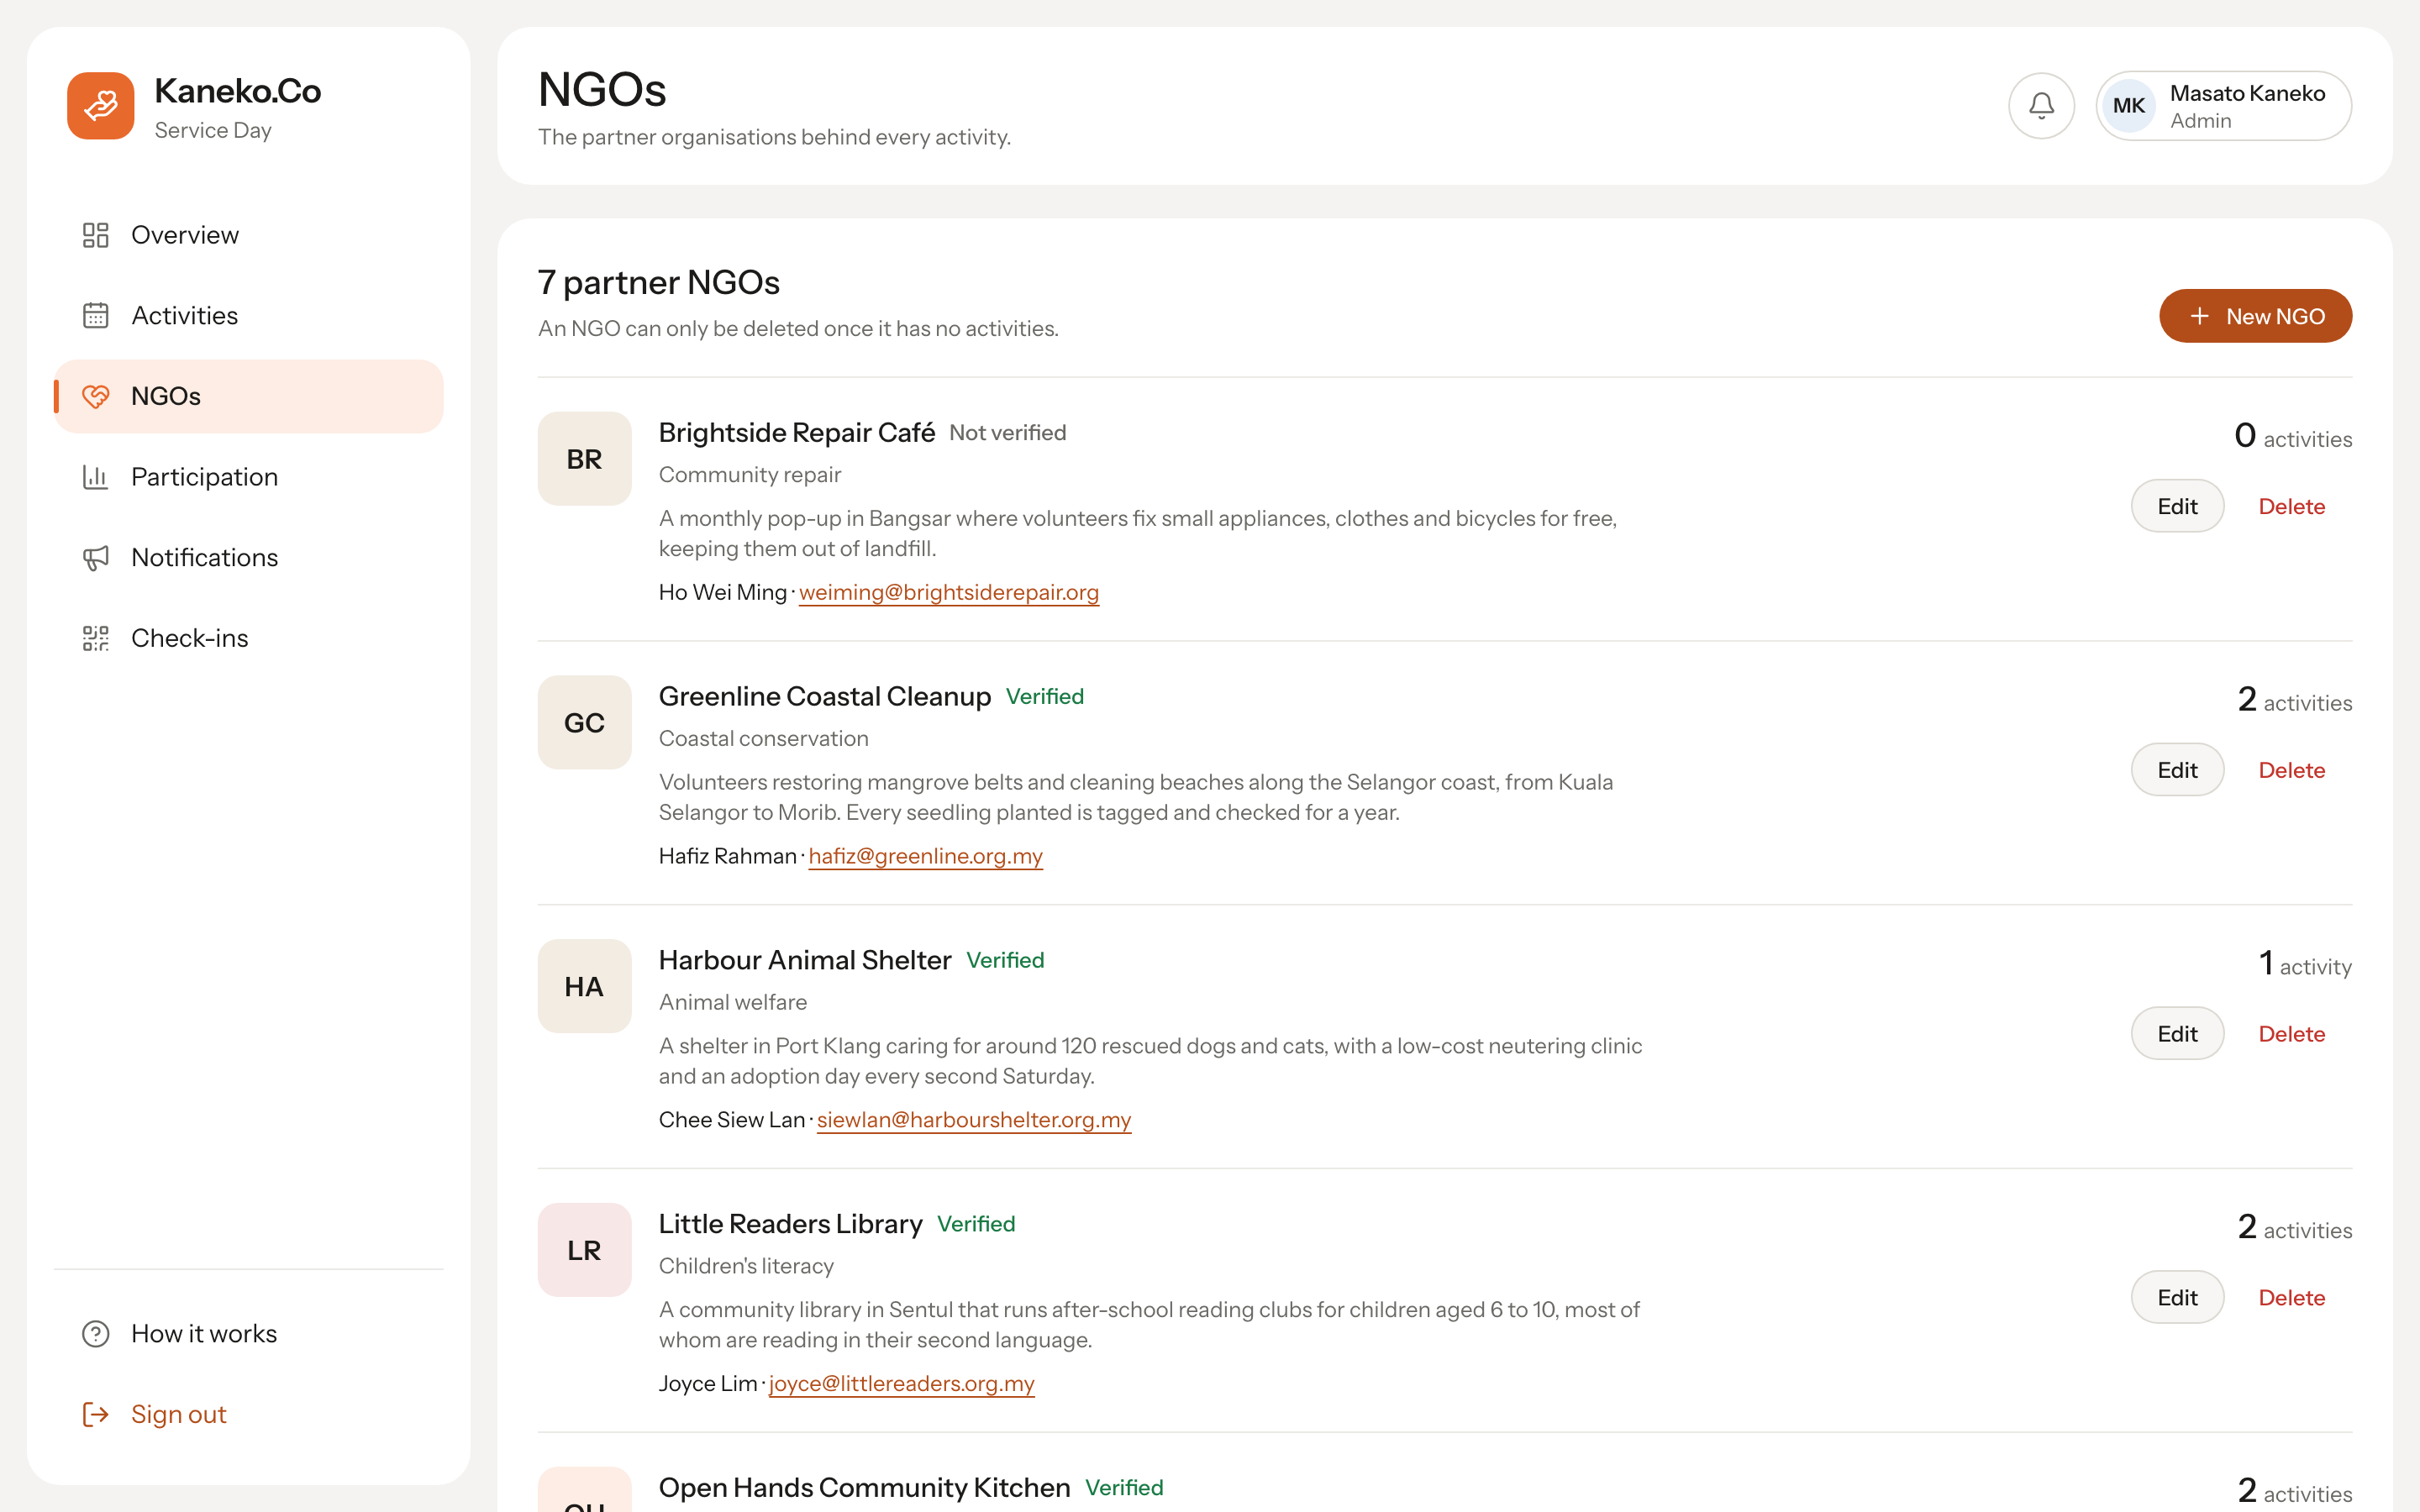 Kaneko.Co
Service Day
Overview
Activities
NGOs
Participation
Notifications
Check-ins
How it works
Sign out
NGOs
The partner organisations behind every activity.
MK
Masato Kaneko
Admin
7 partner NGOs
An NGO can only be deleted once it has no activities.
New NGO
BR
Brightside Repair Café Not verified
Community repair
A monthly pop-up in Bangsar where volunteers fix small appliances, clothes and bicycles for free,
keeping them out of landfill.
Ho Wei Ming · weiming@brightsiderepair.org
0 activities
Edit Delete
GC
Greenline Coastal Cleanup Verified
Coastal conservation
Volunteers restoring mangrove belts and cleaning beaches along the Selangor coast, from Kuala
Selangor to Morib. Every seedling planted is tagged and checked for a year.
Hafiz Rahman · hafiz@greenline.org.my
2 activities
Edit Delete
HA
Harbour Animal Shelter Verified
Animal welfare
A shelter in Port Klang caring for around 120 rescued dogs and cats, with a low-cost neutering clinic
and an adoption day every second Saturday.
Chee Siew Lan · siewlan@harbourshelter.org.my
1 activity
Edit Delete
LR
Little Readers Library Verified
Children's literacy
A community library in Sentul that runs after-school reading clubs for children aged 6 to 10, most of
whom are reading in their second language.
Joyce Lim · joyce@littlereaders.org.my
2 activities
Edit Delete
Open Hands Community Kitchen Verified
2 activities